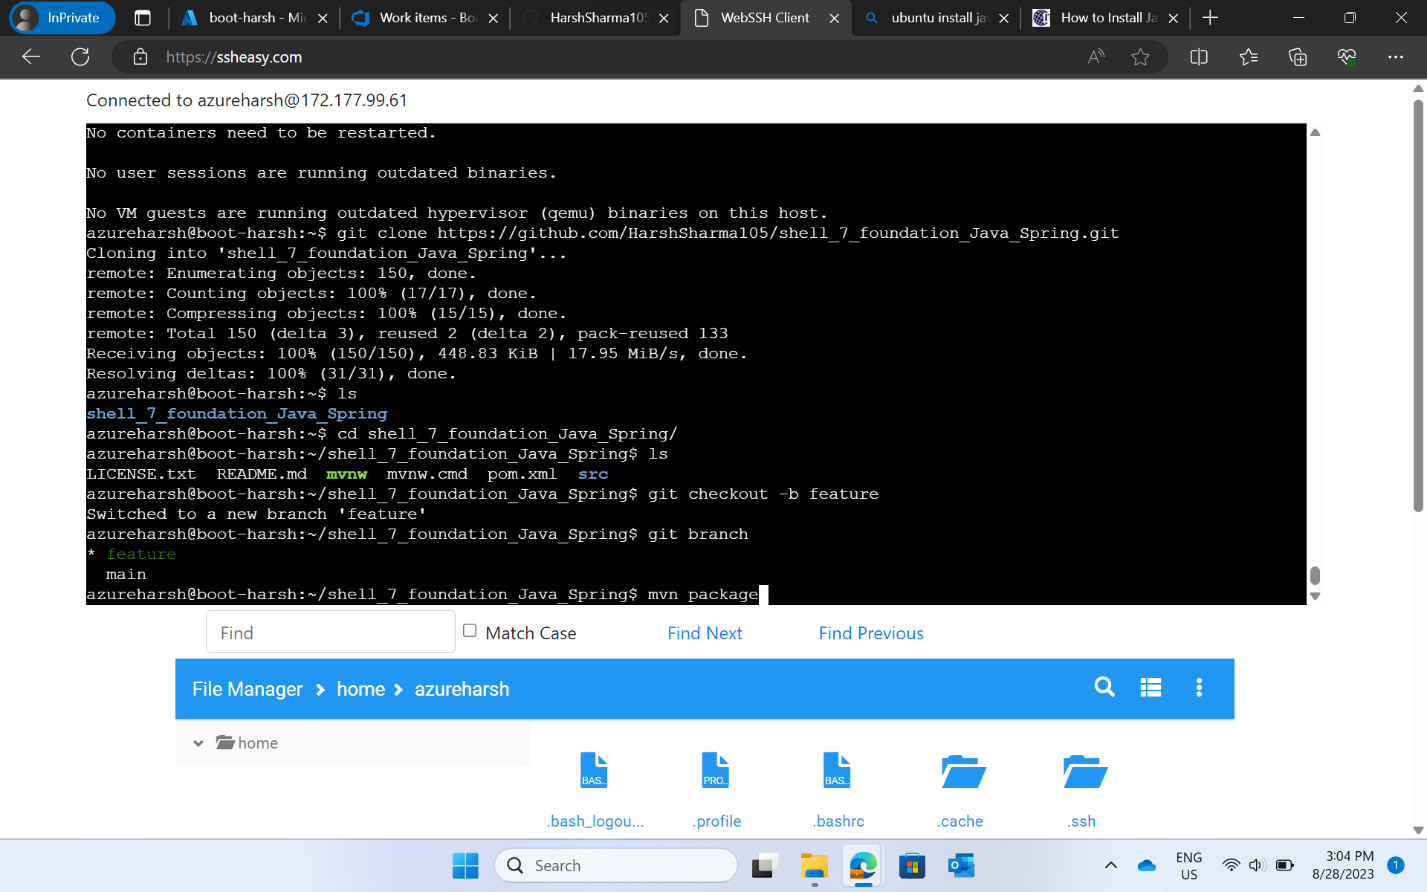 InPrivate
boot-harsh - Mic
Work items - Bo
HarshSharma105
WebSSH Client
ubuntu install ja
How to Install Ja
https://ssheasy.com
Connected to azureharsh@172.177.99.61
No containers need to be restarted.
No user sessions are running outdated binaries.
No VM guests are running outdated hypervisor (qemu) binaries on this host.
azureharsh@boot-harsh:~$ git clone https://github.com/HarshSharma105/shell_7_foundation_Java_Spring.git
Cloning into 'shell_7_foundation_Java_Spring'...
remote: Enumerating objects: 150, done.
remote: Counting objects: 100% (17/17), done.
remote: Compressing objects: 100% (15/15), done.
remote: Total 150 (delta 3), reused 2 (delta 2), pack-reused 133
Receiving objects: 100% (150/150), 448.83 KiB | 17.95 MiB/s, done.
Resolving deltas: 100% (31/31), done.
azureharsh@boot-harsh:~$ ls
shell_7_foundation_Java_Spring
azureharsh@boot-harsh:~$ cd shell_7_foundation_Java_Spring/
azureharsh@boot-harsh:~/shell_7_foundation_Java_Spring$ ls
LICENSE.txt README.md mvnw mvnw.cmd pom.xml src
azureharsh@boot-harsh:~/shell_7_foundation_Java_Spring$ git checkout -b feature
Switched to a new branch 'feature'
azureharsh@boot-harsh:~/shell_7_foundation_Java_Spring$ git branch
* feature
main
azureharsh@boot-harsh:~/shell_7_foundation_Java_Spring$ mvn package
Find
Match Case
Find Next
Find Previous
File Manager > home > azureharsh
home
BAS..
PRO..
BAS..
.bash_logou...
.profile
.bashrc
.cache
.ssh
Search
ENG
US
3:04 PM
8/28/2023
1